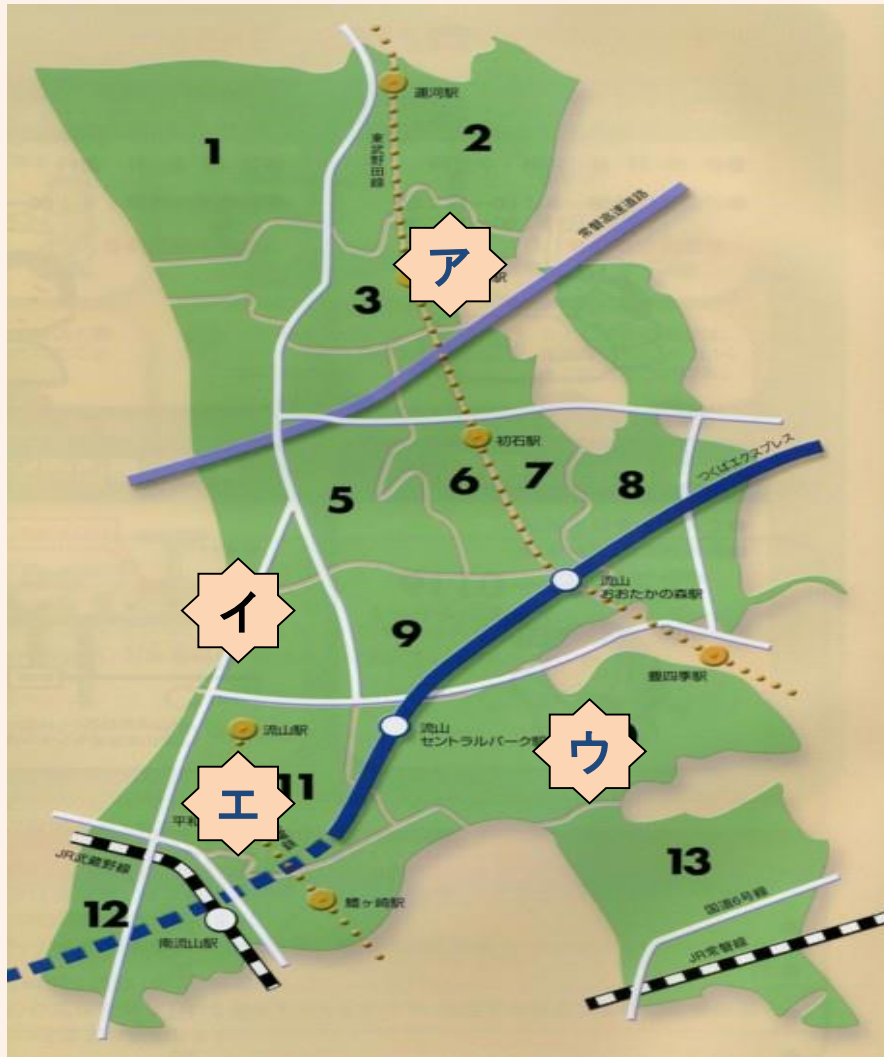 運河駅
1
2
東武野田線
常磐高速道路
ア
駅
3
初石駅
つくばエクスプレス
5
6
7
8
流山
おおたかの森駅
イ
9
豊四季駅
流山駅
流山
セントラルパーク駅
ウ
エ
11
平和
JR武蔵野線
13
12
鰭ヶ崎駅
国道6号線
南流山駅
JR常磐線